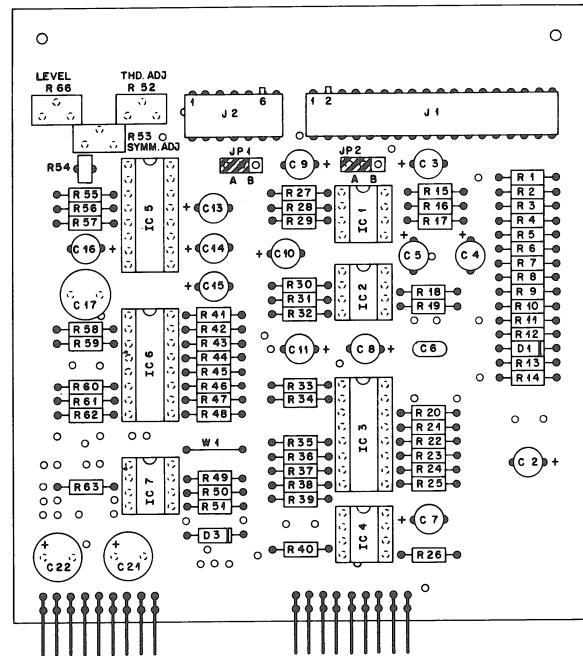 LEVEL
R 66
THD. ADJ
R 52
R 53
SYMM. ADJ
1
6
J 2
1 2
J 1
JP 1
A B
JP 2
A B
R54
R 55
R 56
R 57
IC 5
C 16
C 17
C 13
C 14
C 15
C 9
R 27
R 28
R 29
IC 1
C 3
R 15
R 16
R 17
C 10
C 5
C 4
R 30
R 31
R 32
IC 2
R 18
R 19
C 11
C 8
C 6
R 1
R 2
R 3
R 4
R 5
R 6
R 7
R 8
R 9
R 10
R 11
R 12
D 1
R 13
R 14
R 58
R 59
R 60
R 61
R 62
IC 6
R 41
R 42
R 43
R 44
R 45
R 46
R 47
R 48
R 33
R 34
R 35
R 36
R 37
R 38
R 39
IC 3
R 20
R 21
R 22
R 23
R 24
R 25
C 2
W 1
R 63
IC 7
R 49
R 50
R 51
D 3
C 22
C 21
R 40
IC 4
C 7
R 26